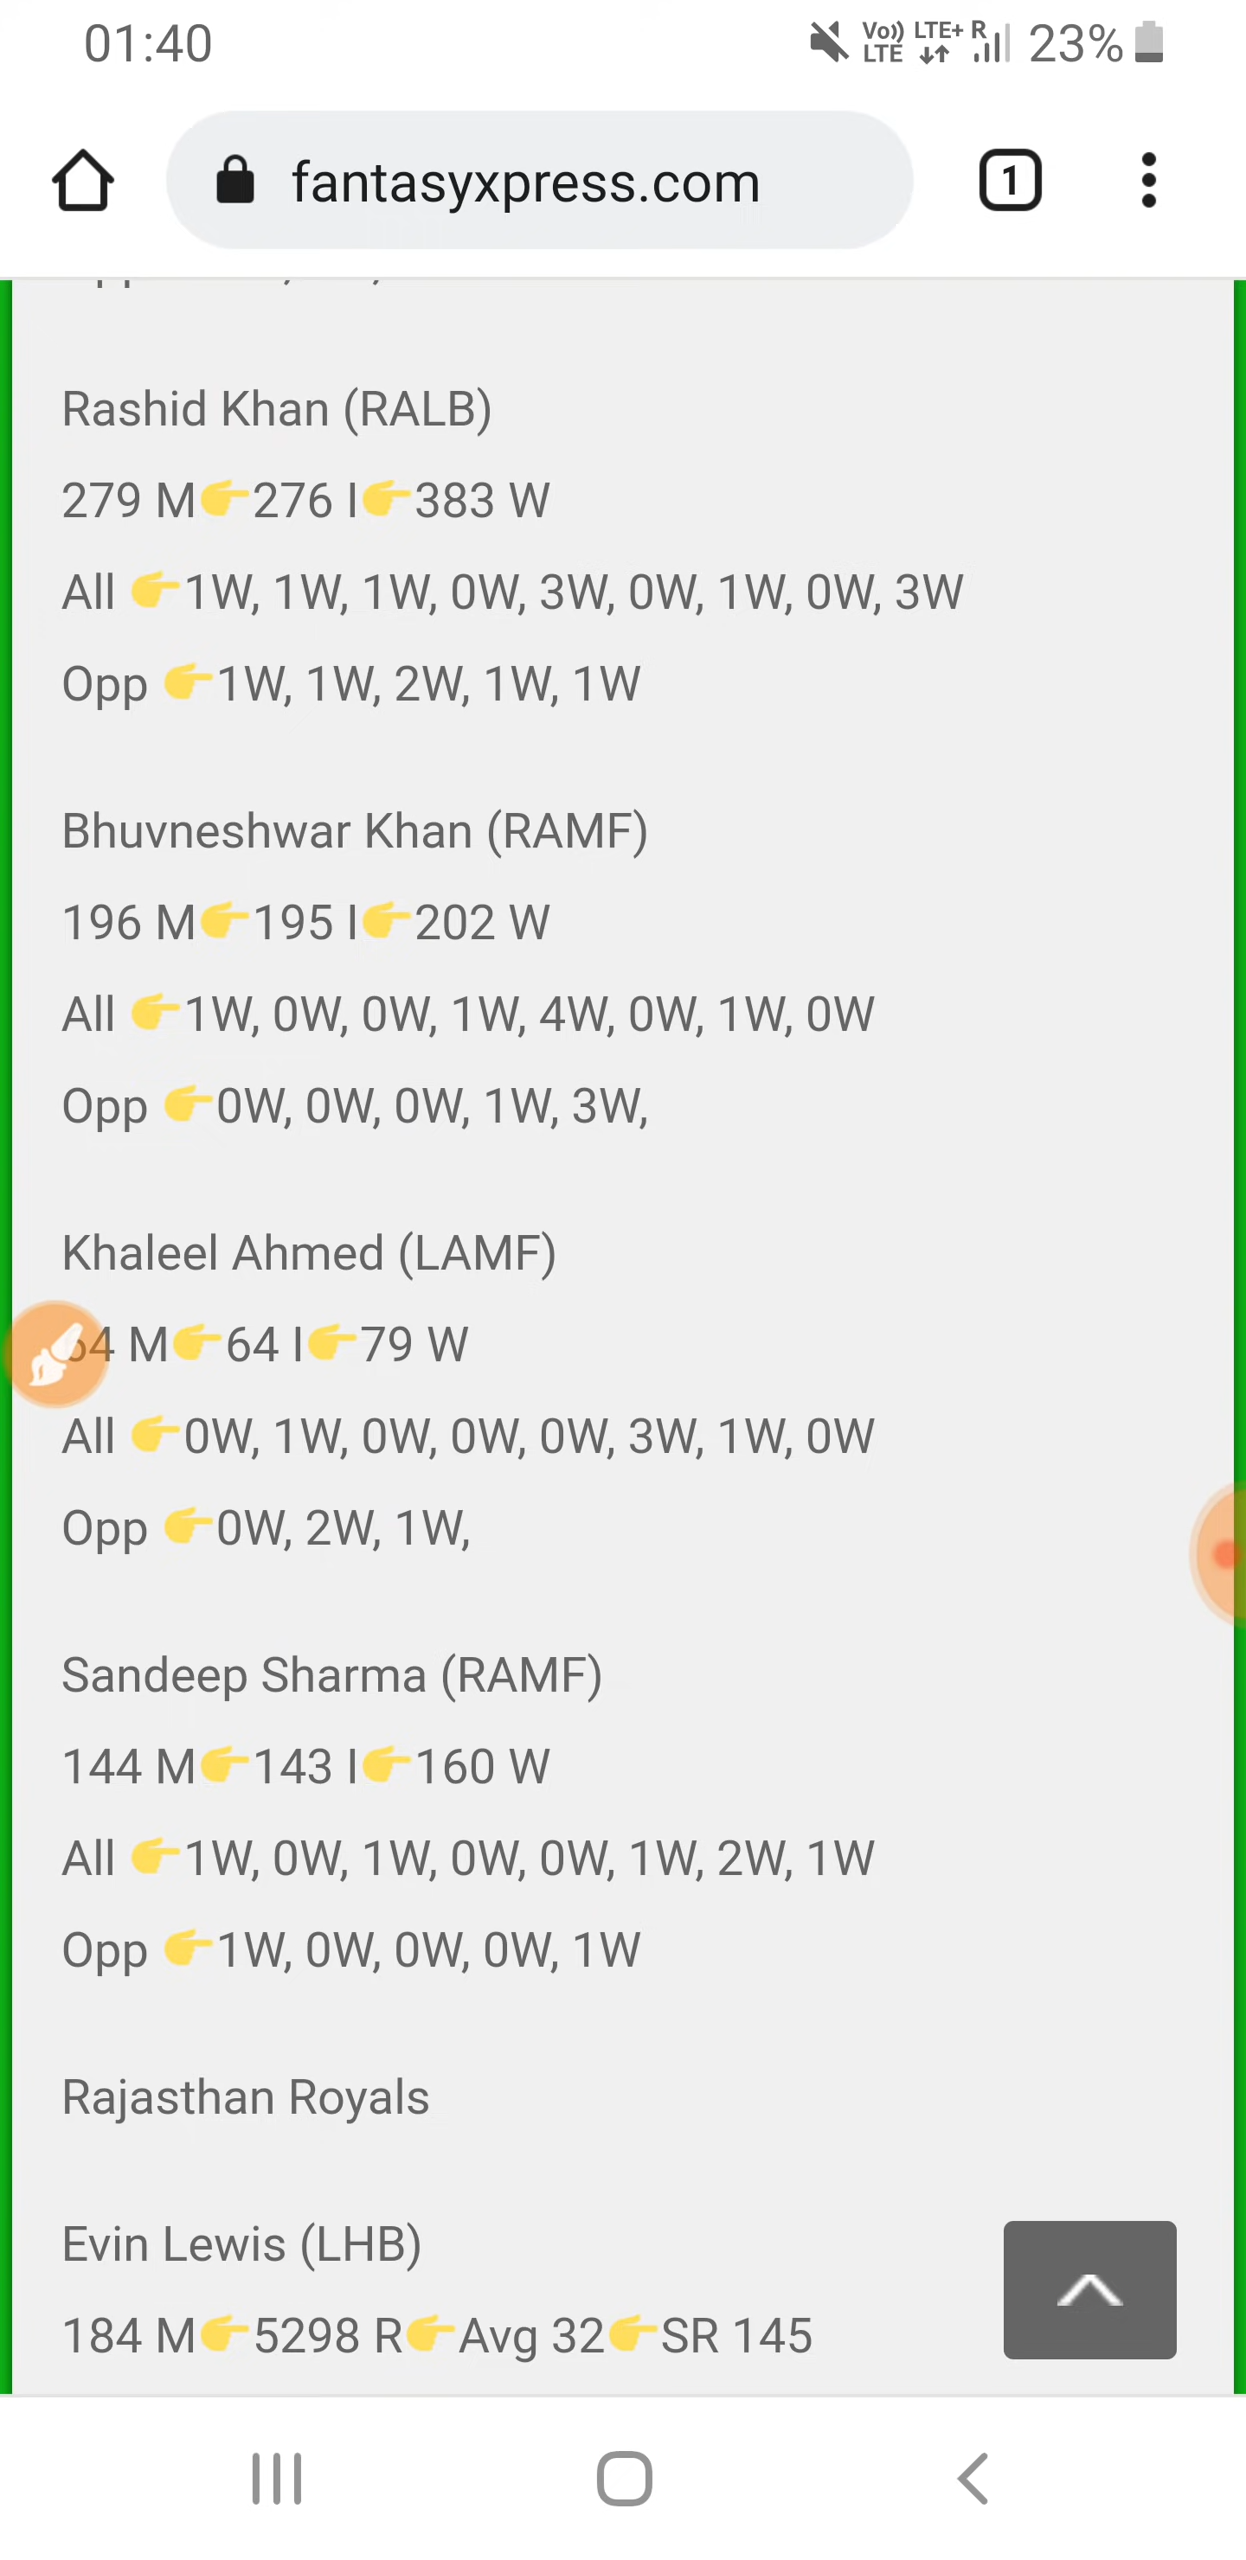 01:40
Vo)) LTE LTE+ R 23%
fantasyxpress.com
1
Rashid Khan (RALB)
279 M👉276 I👉383 W
All 👉1W, 1W, 1W, 0W, 3W, 0W, 1W, 0W, 3W
Opp 👉1W, 1W, 2W, 1W, 1W
Bhuvneshwar Khan (RAMF)
196 M👉195 I👉202 W
All 👉1W, 0W, 0W, 1W, 4W, 0W, 1W, 0W
Opp 👉0W, 0W, 0W, 1W, 3W,
Khaleel Ahmed (LAMF)
64 M👉64 I👉79 W
All 👉0W, 1W, 0W, 0W, 0W, 3W, 1W, 0W
Opp 👉0W, 2W, 1W,
Sandeep Sharma (RAMF)
144 M👉143 I👉160 W
All 👉1W, 0W, 1W, 0W, 0W, 1W, 2W, 1W
Opp 👉1W, 0W, 0W, 0W, 1W
Rajasthan Royals
Evin Lewis (LHB)
184 M👉5298 R👉Avg 32👉SR 145